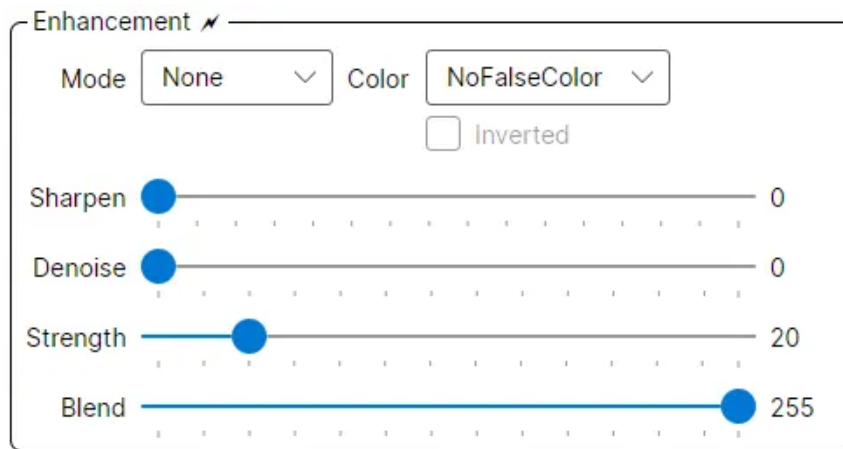 Enhancement
Mode None Color NoFalseColor
Inverted
Sharpen 0
Denoise 0
Strength 20
Blend 255